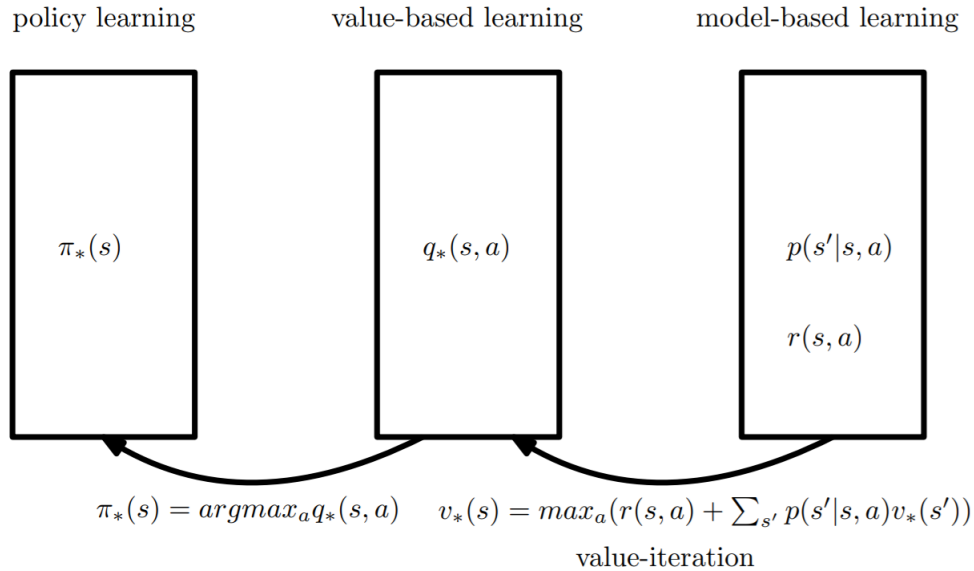 policy learning
value-based learning
model-based learning
π∗(s)
q∗(s, a)
p(s′|s, a)
r(s, a)
π∗(s) = argmaxₐq∗(s, a)
v∗(s) = maxₐ(r(s, a) + ∑s′ p(s′|s, a)v∗(s′))
value-iteration